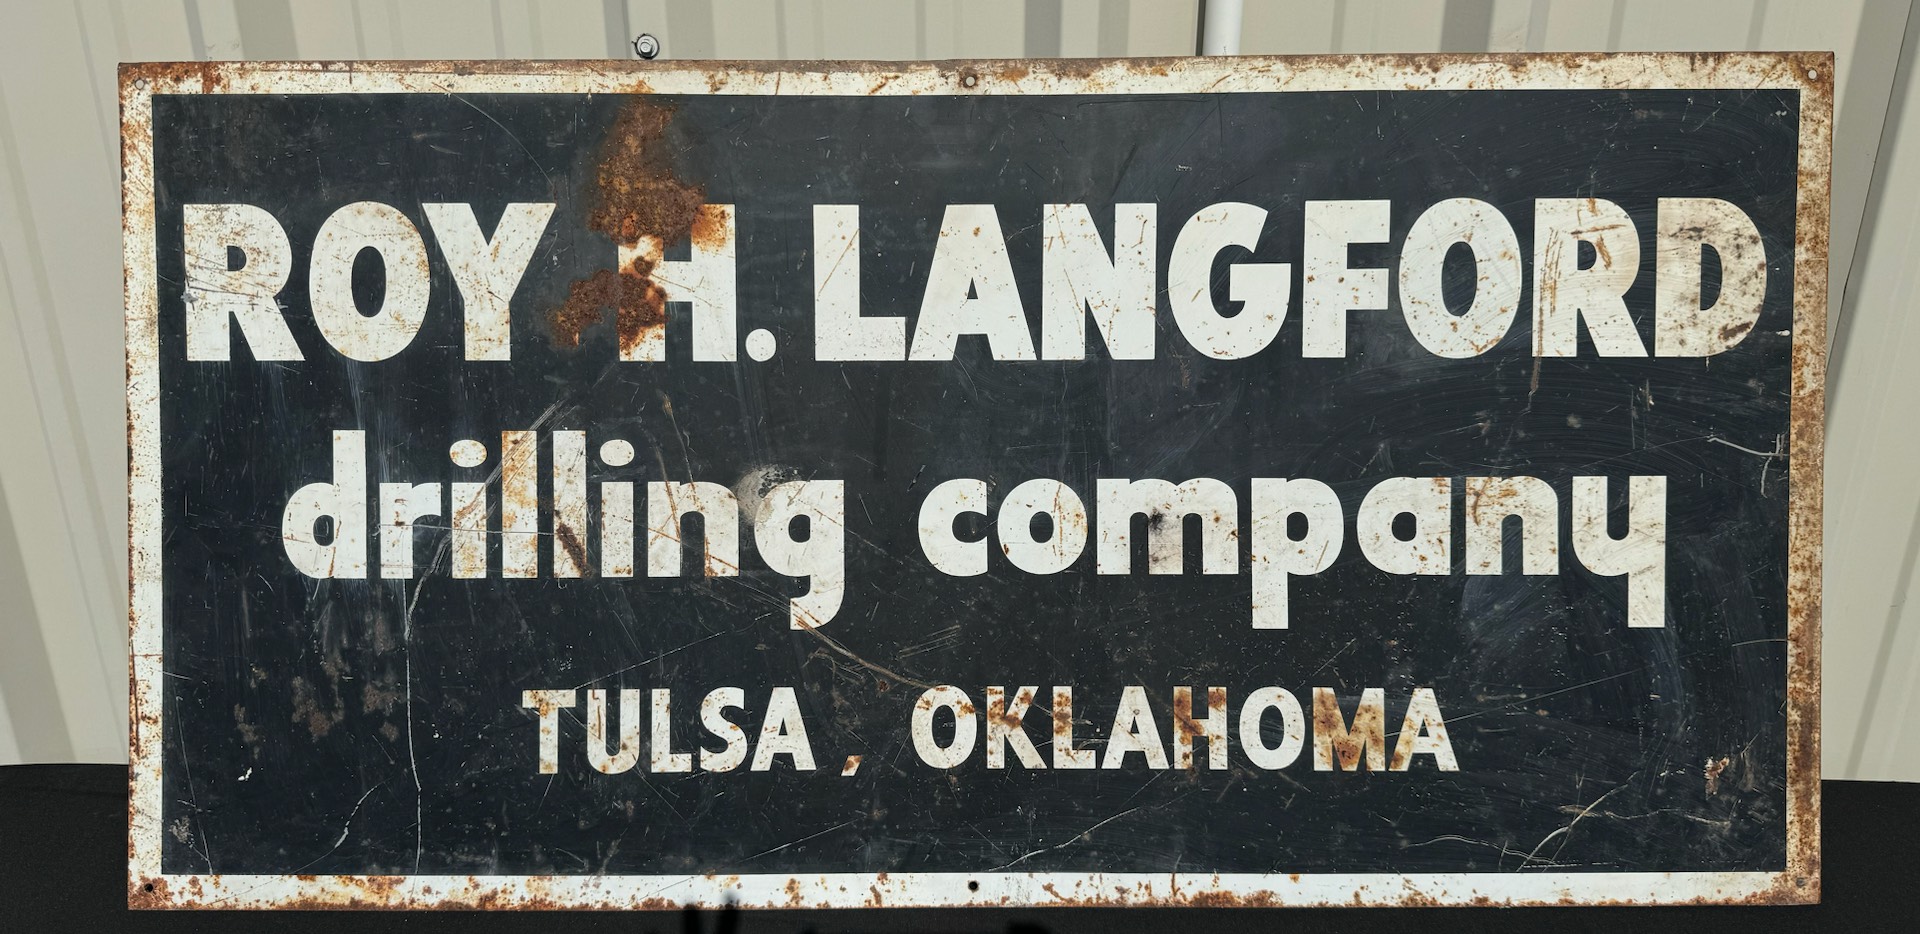 ROY H. LANGFORD
drilling company
TULSA, OKLAHOMA